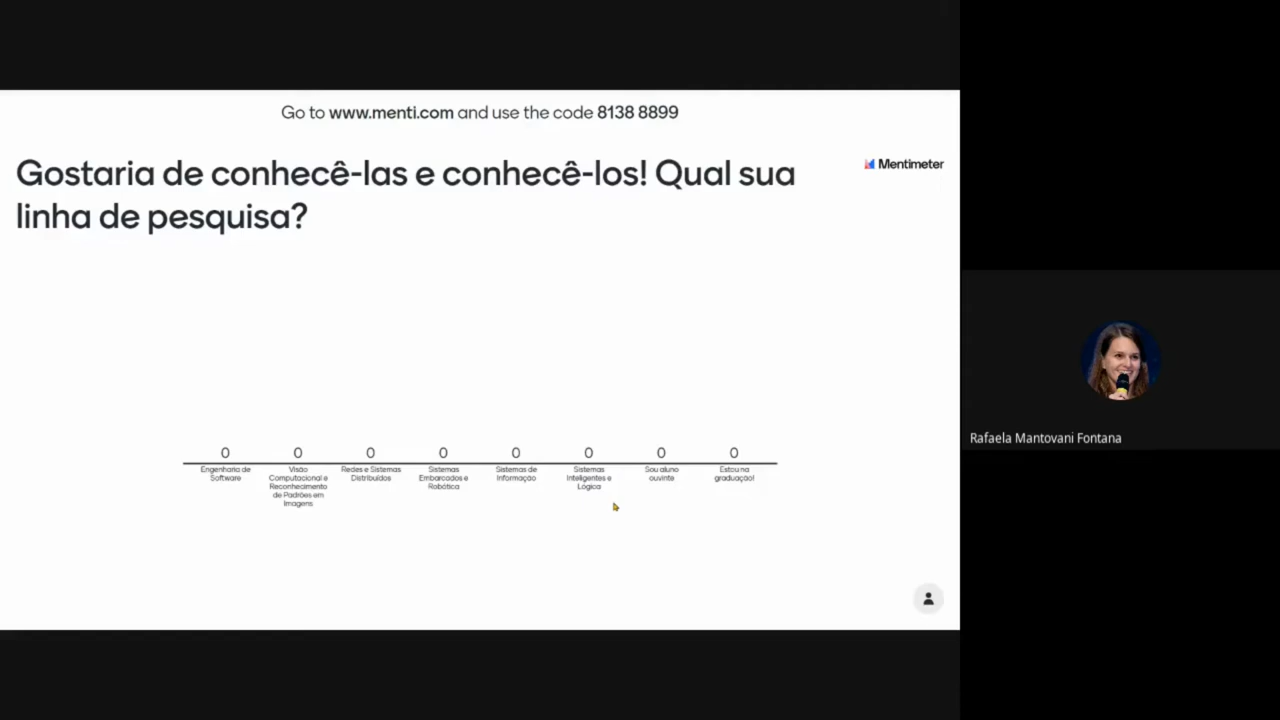 Go to www.menti.com and use the code 8138 8899
Gostaria de conhecê-las e conhecê-los! Qual sua
linha de pesquisa?
Mentimeter
0 0 0 0 0 0 0 0
Engenharia de
Software
Visão
Computacional e
Reconhecimento
de Padrões em
Imagens
Redes e Sistemas
Distribuídos
Sistemas
Embarcados e
Robótica
Sistemas de
Informação
Sistemas
Inteligentes e
Lógica
Sou aluno
ouvinte
Estou na
graduação!
Rafaela Mantovani Fontana